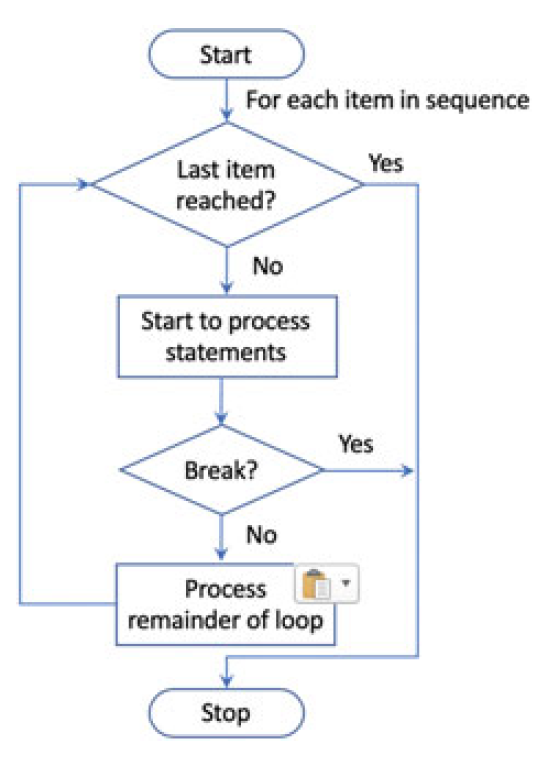 Start
For each item in sequence
Last item
reached?
Yes
No
Start to process
statements
Break?
Yes
No
Process
remainder of loop
Stop